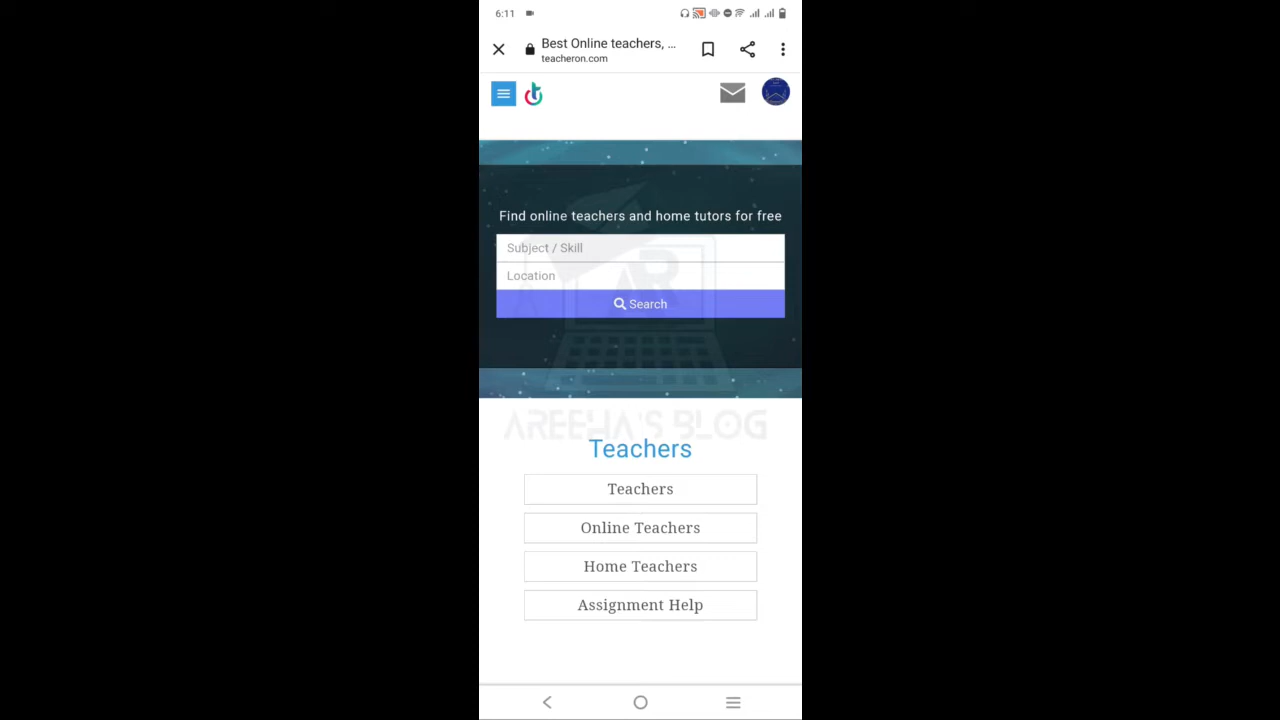 6:11
Best Online teachers, ...
teacheron.com
Find online teachers and home tutors for free
Subject / Skill
Location
Search
AR
AREEHA'S BLOG
Teachers
Teachers
Online Teachers
Home Teachers
Assignment Help